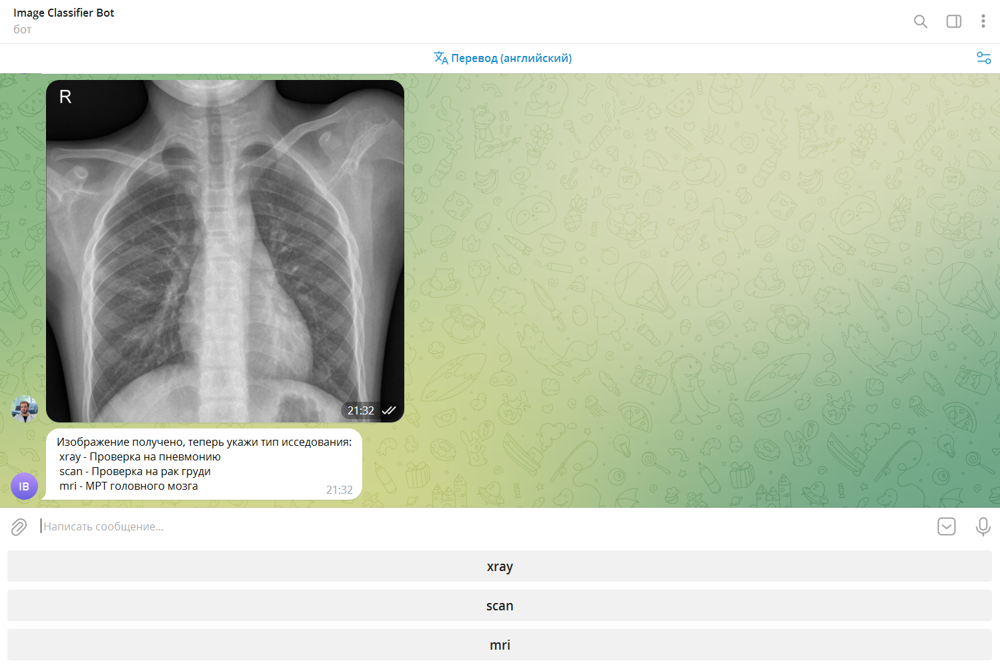 Image Classifier Bot
бот
Перевод (английский)
R
21:32
Изображение получено, теперь укажи тип исседования:
xray - Проверка на пневмонию
scan - Проверка на рак груди
mri - МРТ головного мозга
21:32
IB
Написать сообщение...
xray
scan
mri